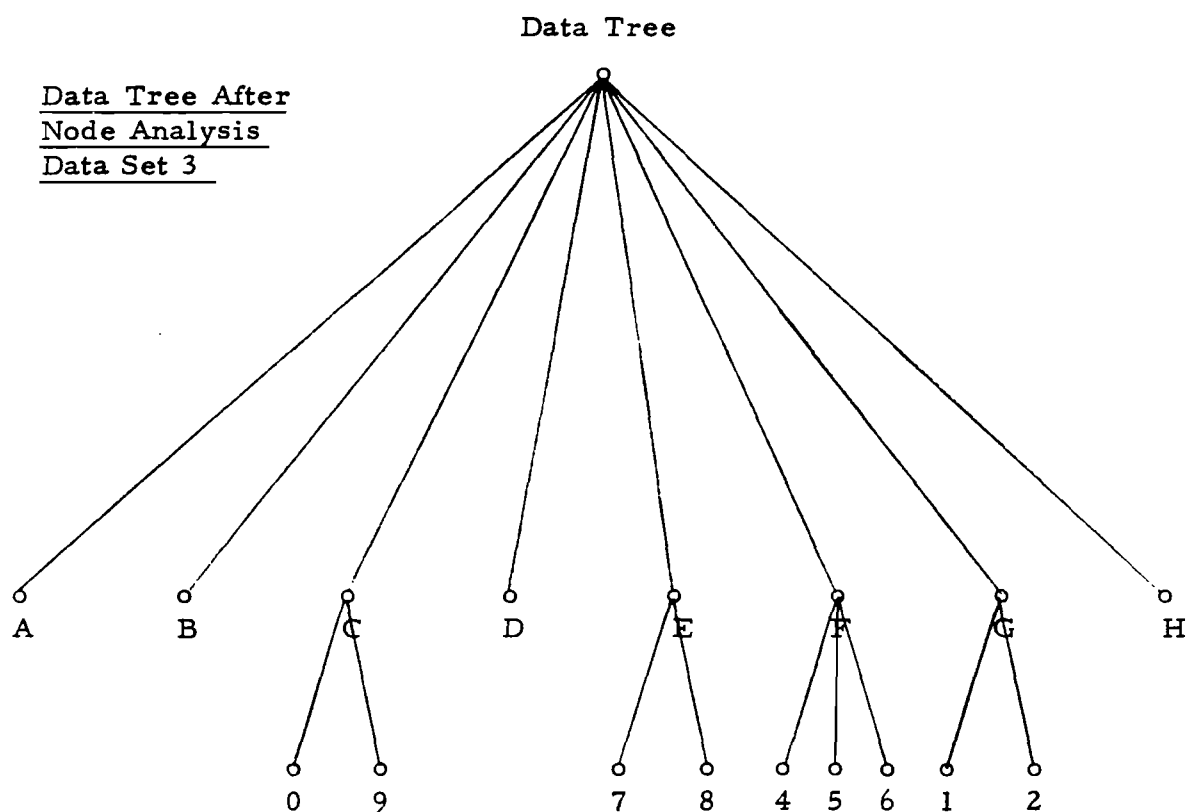 Data Tree
Data Tree After
Node Analysis
Data Set 3
A B C D E F G H
0 9 7 8 4 5 6 1 2